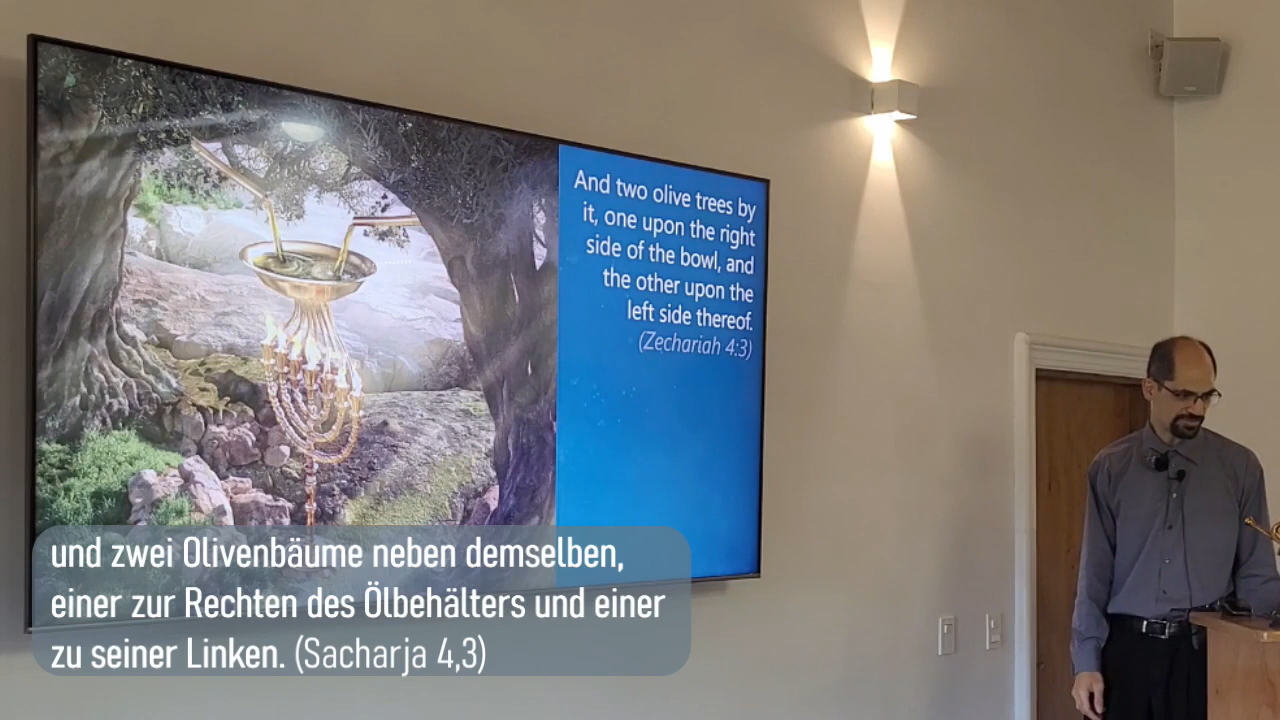 And two olive trees by
it, one upon the right
side of the bowl, and
the other upon the
left side thereof.
(Zechariah 4:3)
und zwei Olivenbäume neben demselben,
einer zur Rechten des Ölbehälters und einer
zu seiner Linken. (Sacharja 4,3)